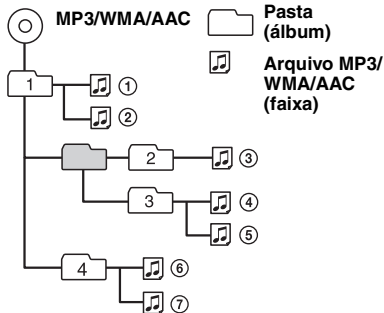 MP3/WMA/AAC
Pasta
(álbum)
Arquivo MP3/
WMA/AAC
(faixa)
1
①
②
2
③
3
④
⑤
4
⑥
⑦